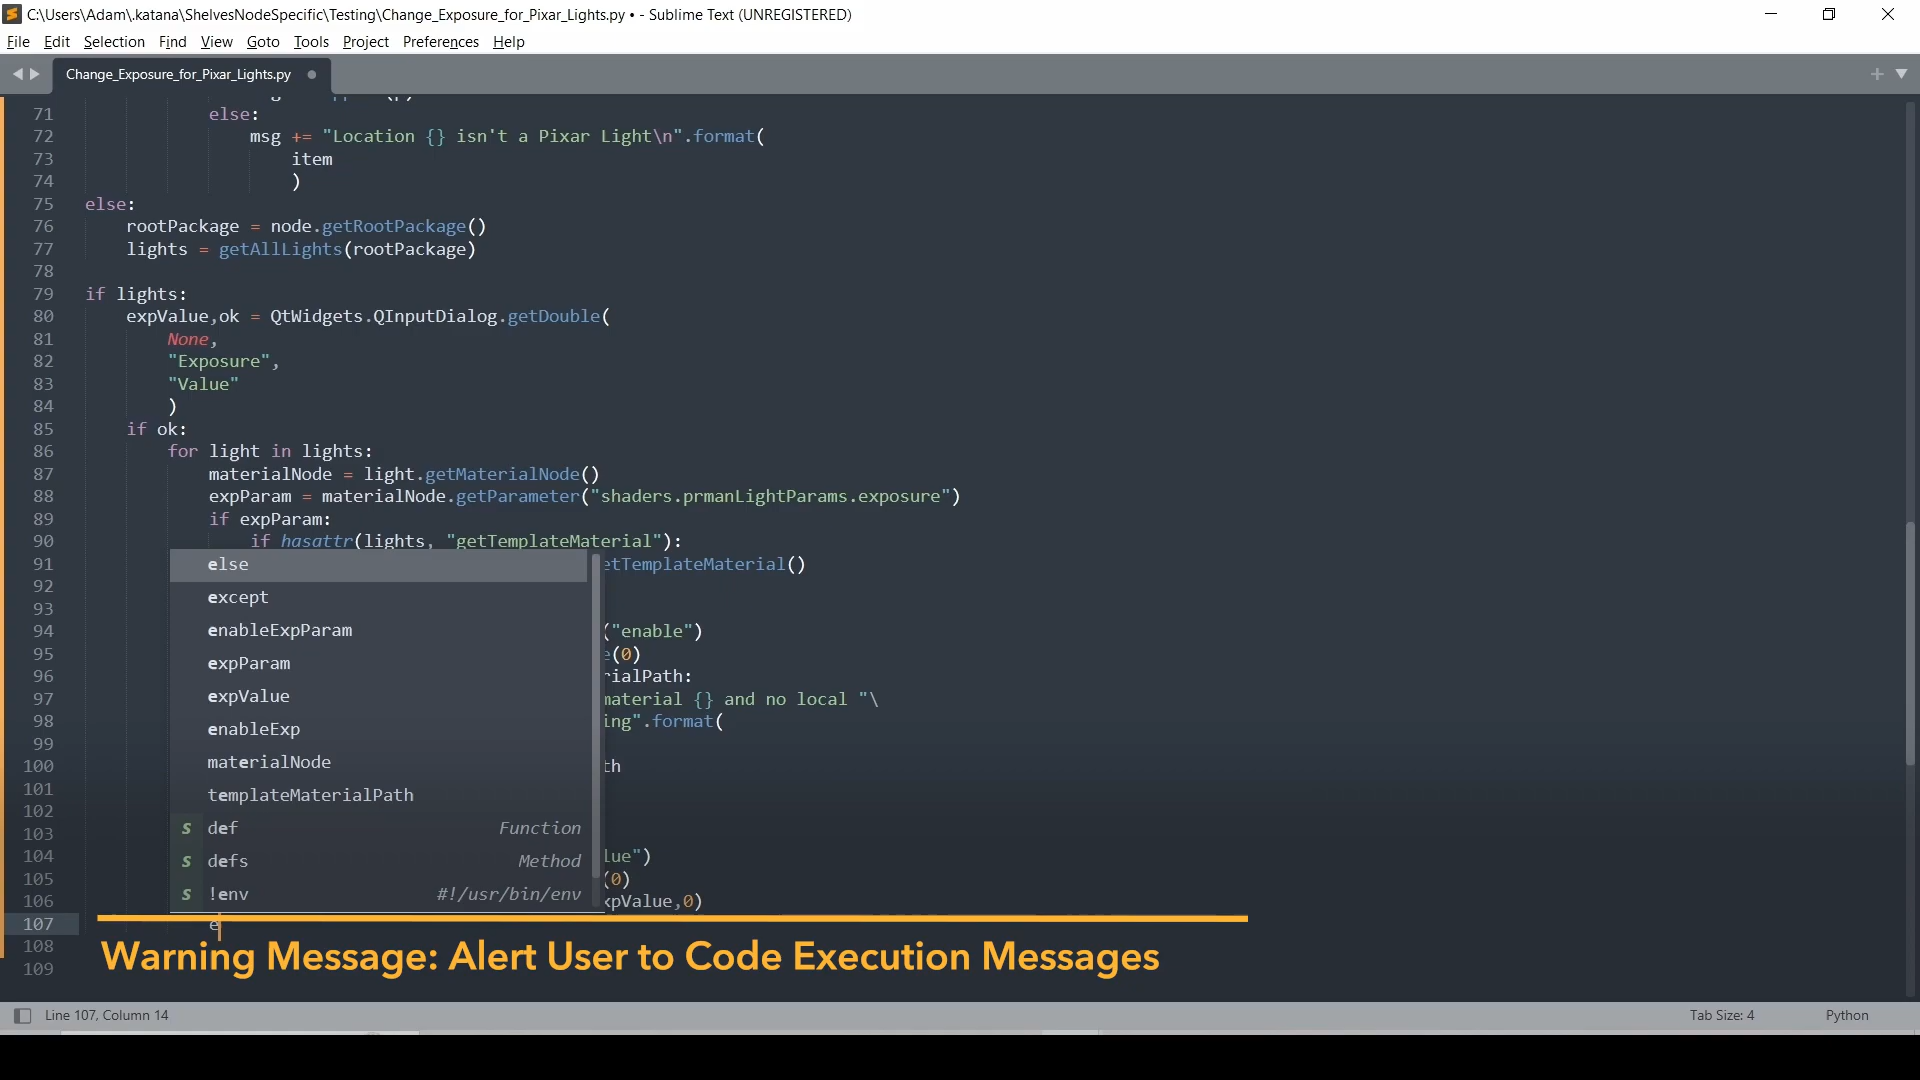 C:\Users\Adam\.katana\ShelvesNodeSpecific\Testing\Change_Exposure_for_Pixar_Lights.py • - Sublime Text (UNREGISTERED)
File Edit Selection Find View Goto Tools Project Preferences Help
Change_Exposure_for_Pixar_Lights.py
71 else:
72 msg += "Location {} isn't a Pixar Light\n".format(
73 item
74 )
75 else:
76 rootPackage = node.getRootPackage()
77 lights = getAllLights(rootPackage)
78
79 if lights:
80 expValue,ok = QtWidgets.QInputDialog.getDouble(
81 None,
82 "Exposure",
83 "Value"
84 )
85 if ok:
86 for light in lights:
87 materialNode = light.getMaterialNode()
88 expParam = materialNode.getParameter("shaders.prmanLightParams.exposure")
89 if expParam:
90 if hasattr(lights, "getTemplateMaterial"):
91 else etTemplateMaterial()
92 except
93
94 enableExpParam ("enable")
95 expParam e(0)
96 expValue rialPath:
97 material {} and no local "\
98 enableExp ing".format(
99
100 materialNode th
101 templateMaterialPath
102
103 def Function
104 defs Method lue")
105 (0)
106 !env #!/usr/bin/env xpValue,0)
107 e
108
109
Warning Message: Alert User to Code Execution Messages
Line 107, Column 14 Tab Size: 4 Python